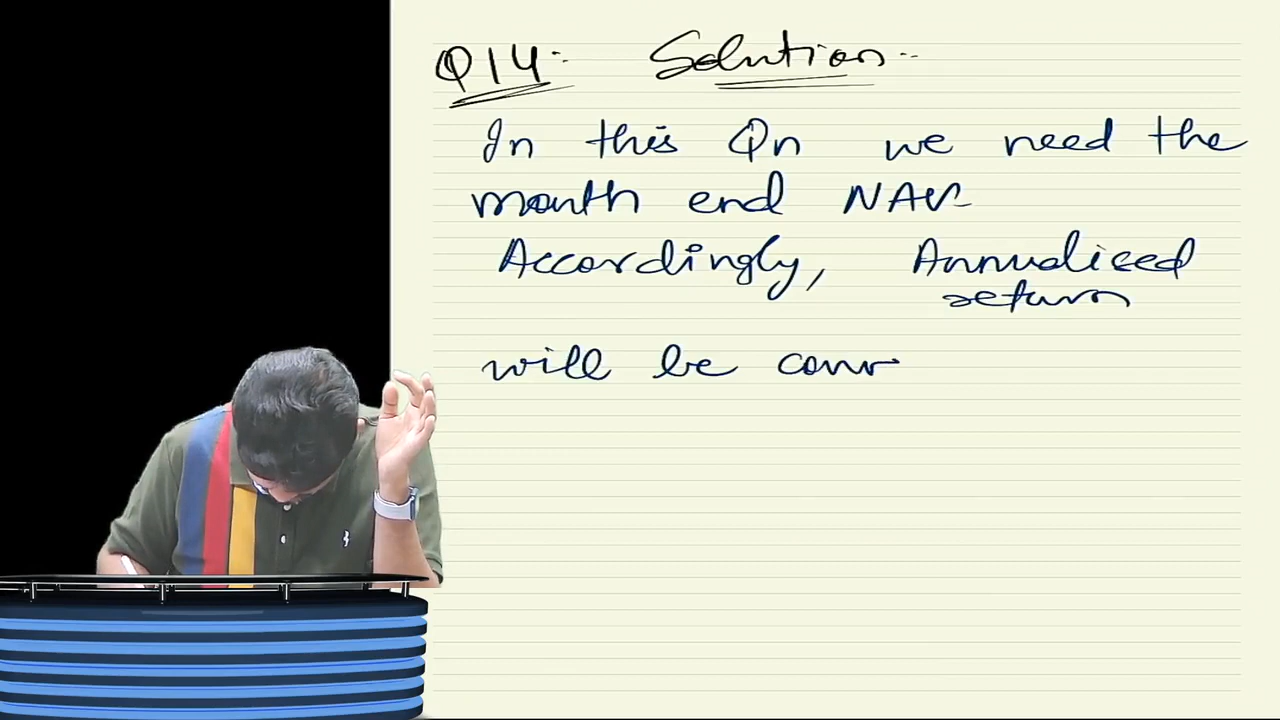 Q14:- Solution:-
In this Qn we need the
month end NAV
Accordingly, Annualised
return
will be conv